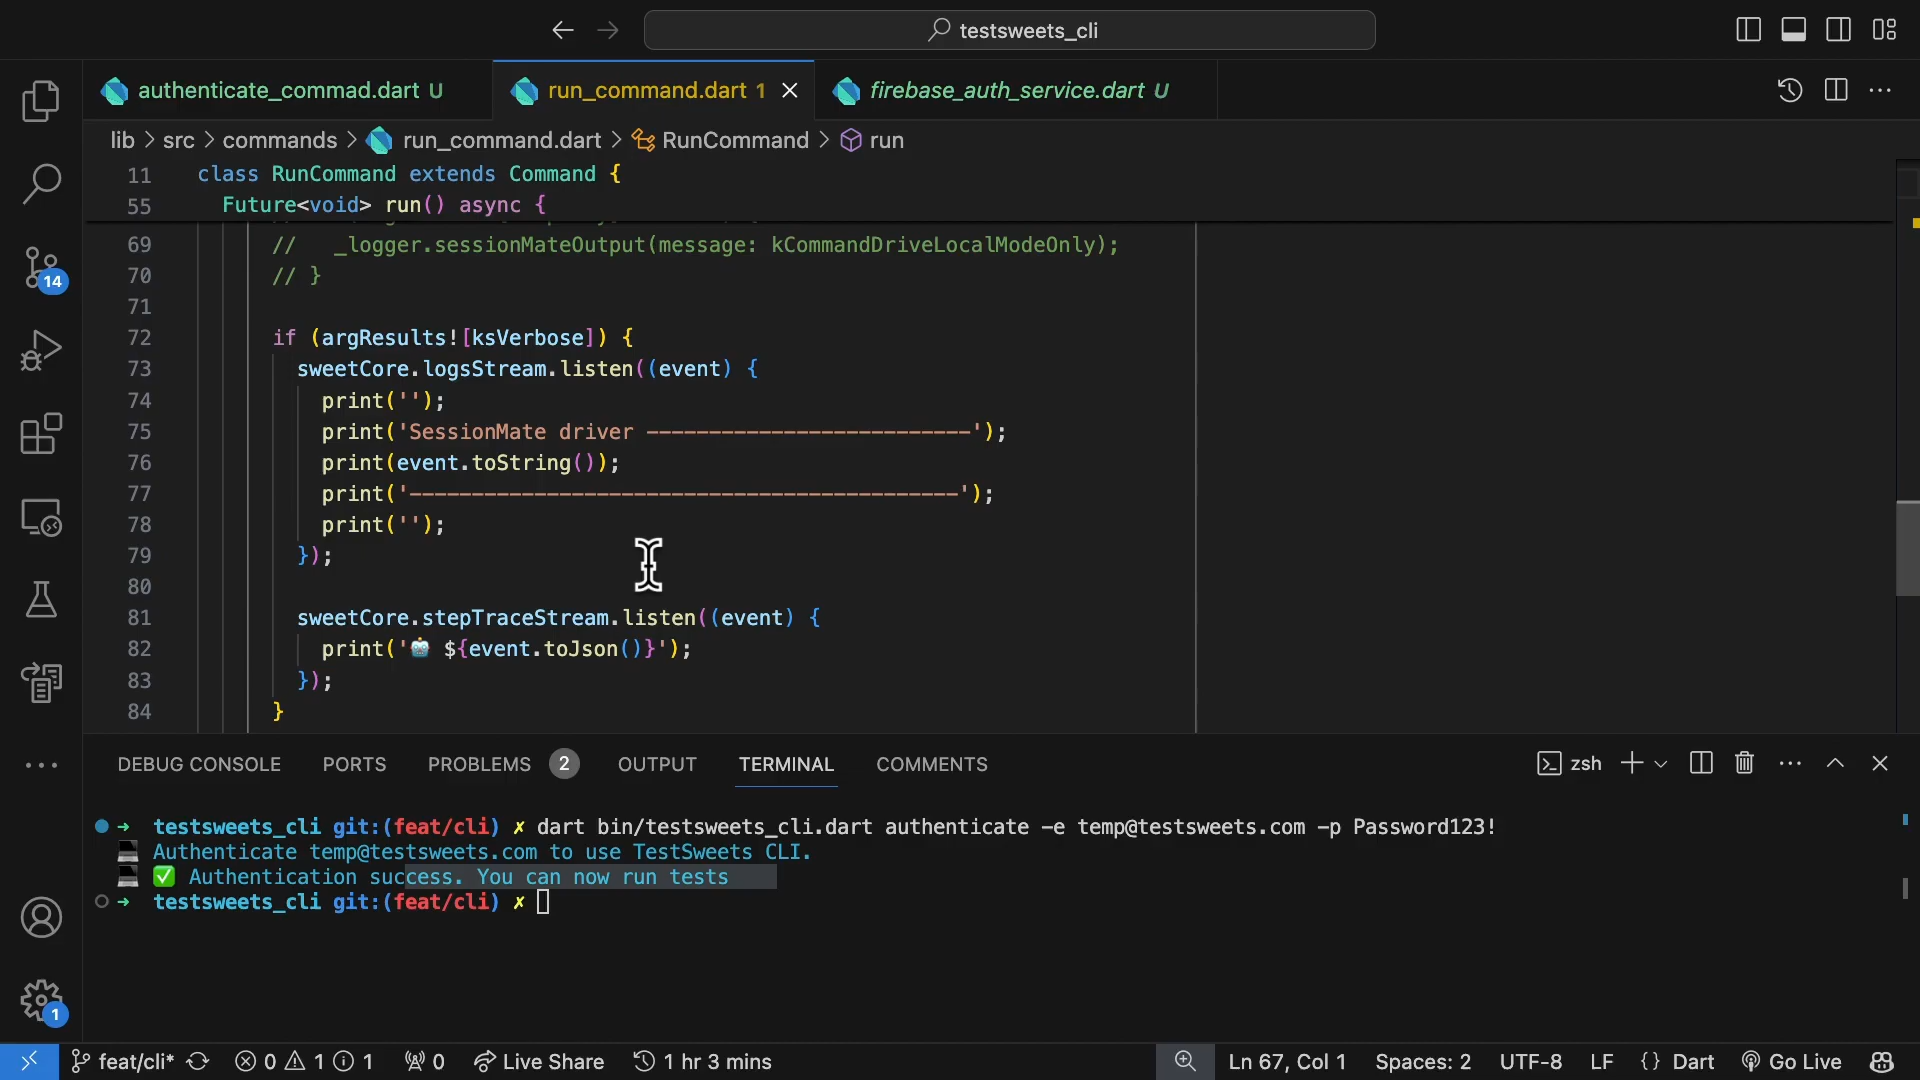 testsweets_cli
authenticate_commad.dart U
run_command.dart 1
firebase_auth_service.dart U
lib > src > commands > run_command.dart > RunCommand > run
11 class RunCommand extends Command {
55 Future<void> run() async {
69 //   _logger.sessionMateOutput(message: kCommandDriveLocalModeOnly);
70 // }
71
72 if (argResults![ksVerbose]) {
73 sweetCore.logsStream.listen((event) {
74 print('');
75 print('SessionMate driver --------------------------');
76 print(event.toString());
77 print('--------------------------------------------');
78 print('');
79 });
80
81 sweetCore.stepTraceStream.listen((event) {
82 print('🤖 ${event.toJson()}');
83 });
84 }
14
DEBUG CONSOLE PORTS PROBLEMS 2 OUTPUT TERMINAL COMMENTS
zsh
→ testsweets_cli git:(feat/cli) ✗ dart bin/testsweets_cli.dart authenticate -e temp@testsweets.com -p Password123!
Authenticate temp@testsweets.com to use TestSweets CLI.
✅ Authentication success. You can now run tests
→ testsweets_cli git:(feat/cli) ✗
1
feat/cli* 0 1 1 0 Live Share 1 hr 3 mins Ln 67, Col 1 Spaces: 2 UTF-8 LF {} Dart Go Live